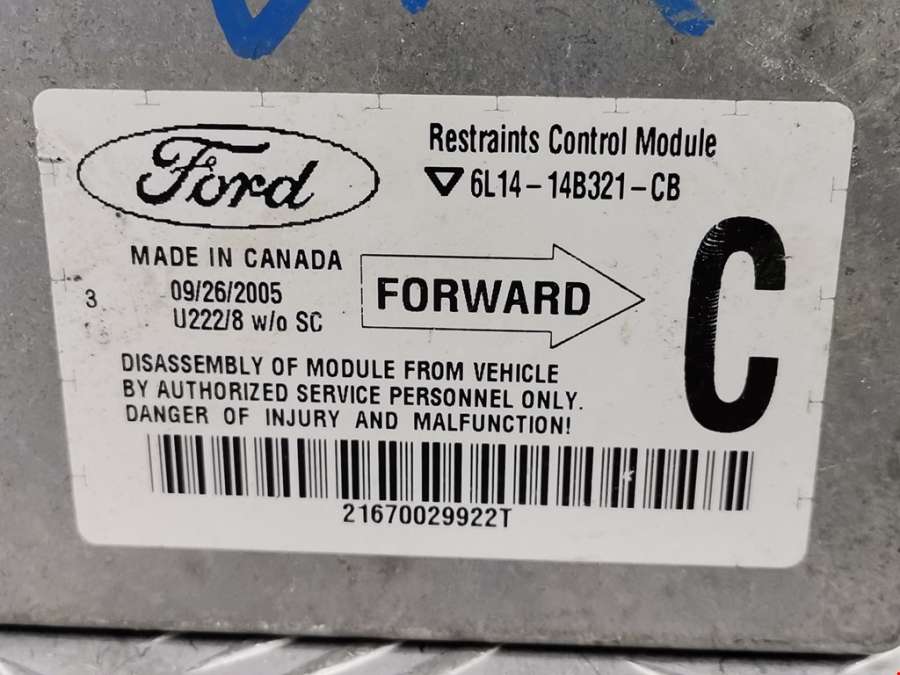 Ford
Restraints Control Module
6L14-14B321-CB
MADE IN CANADA
09/26/2005
3
U222/8 w/o SC
FORWARD
C
DISASSEMBLY OF MODULE FROM VEHICLE
BY AUTHORIZED SERVICE PERSONNEL ONLY.
DANGER OF INJURY AND MALFUNCTION!
21670029922T